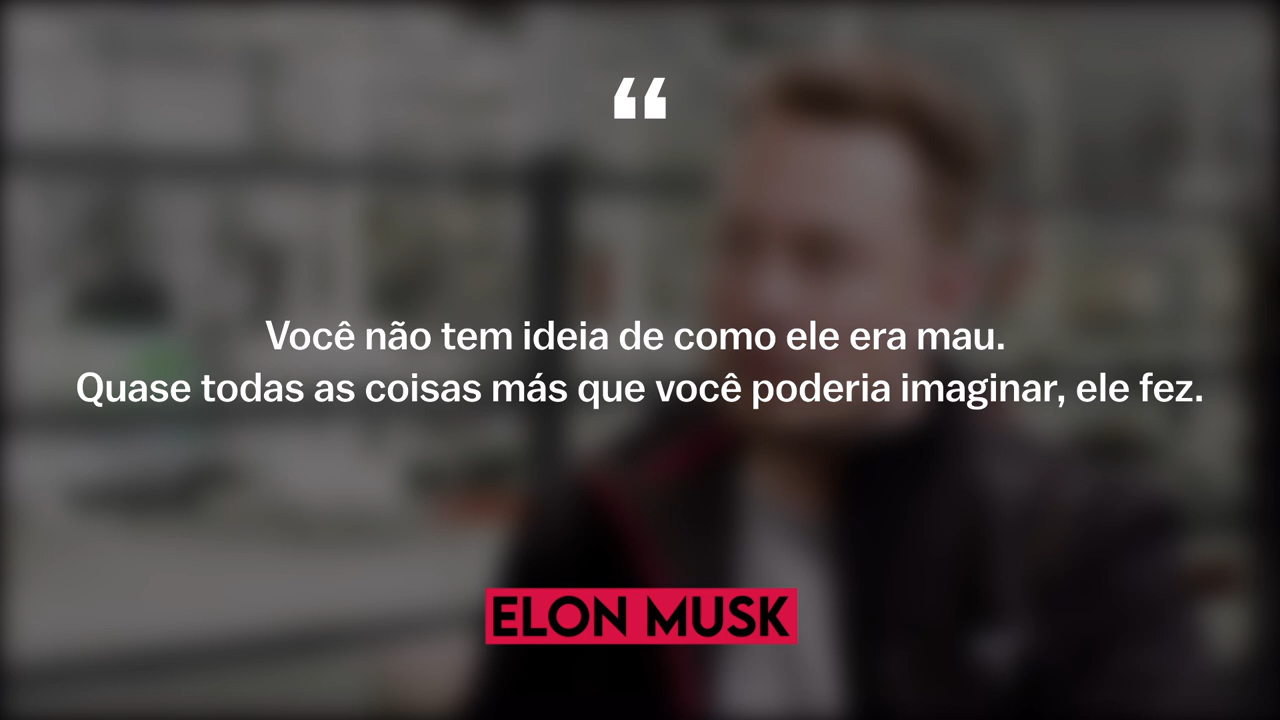 “
Você não tem ideia de como ele era mau.
Quase todas as coisas más que você poderia imaginar, ele fez.
ELON MUSK